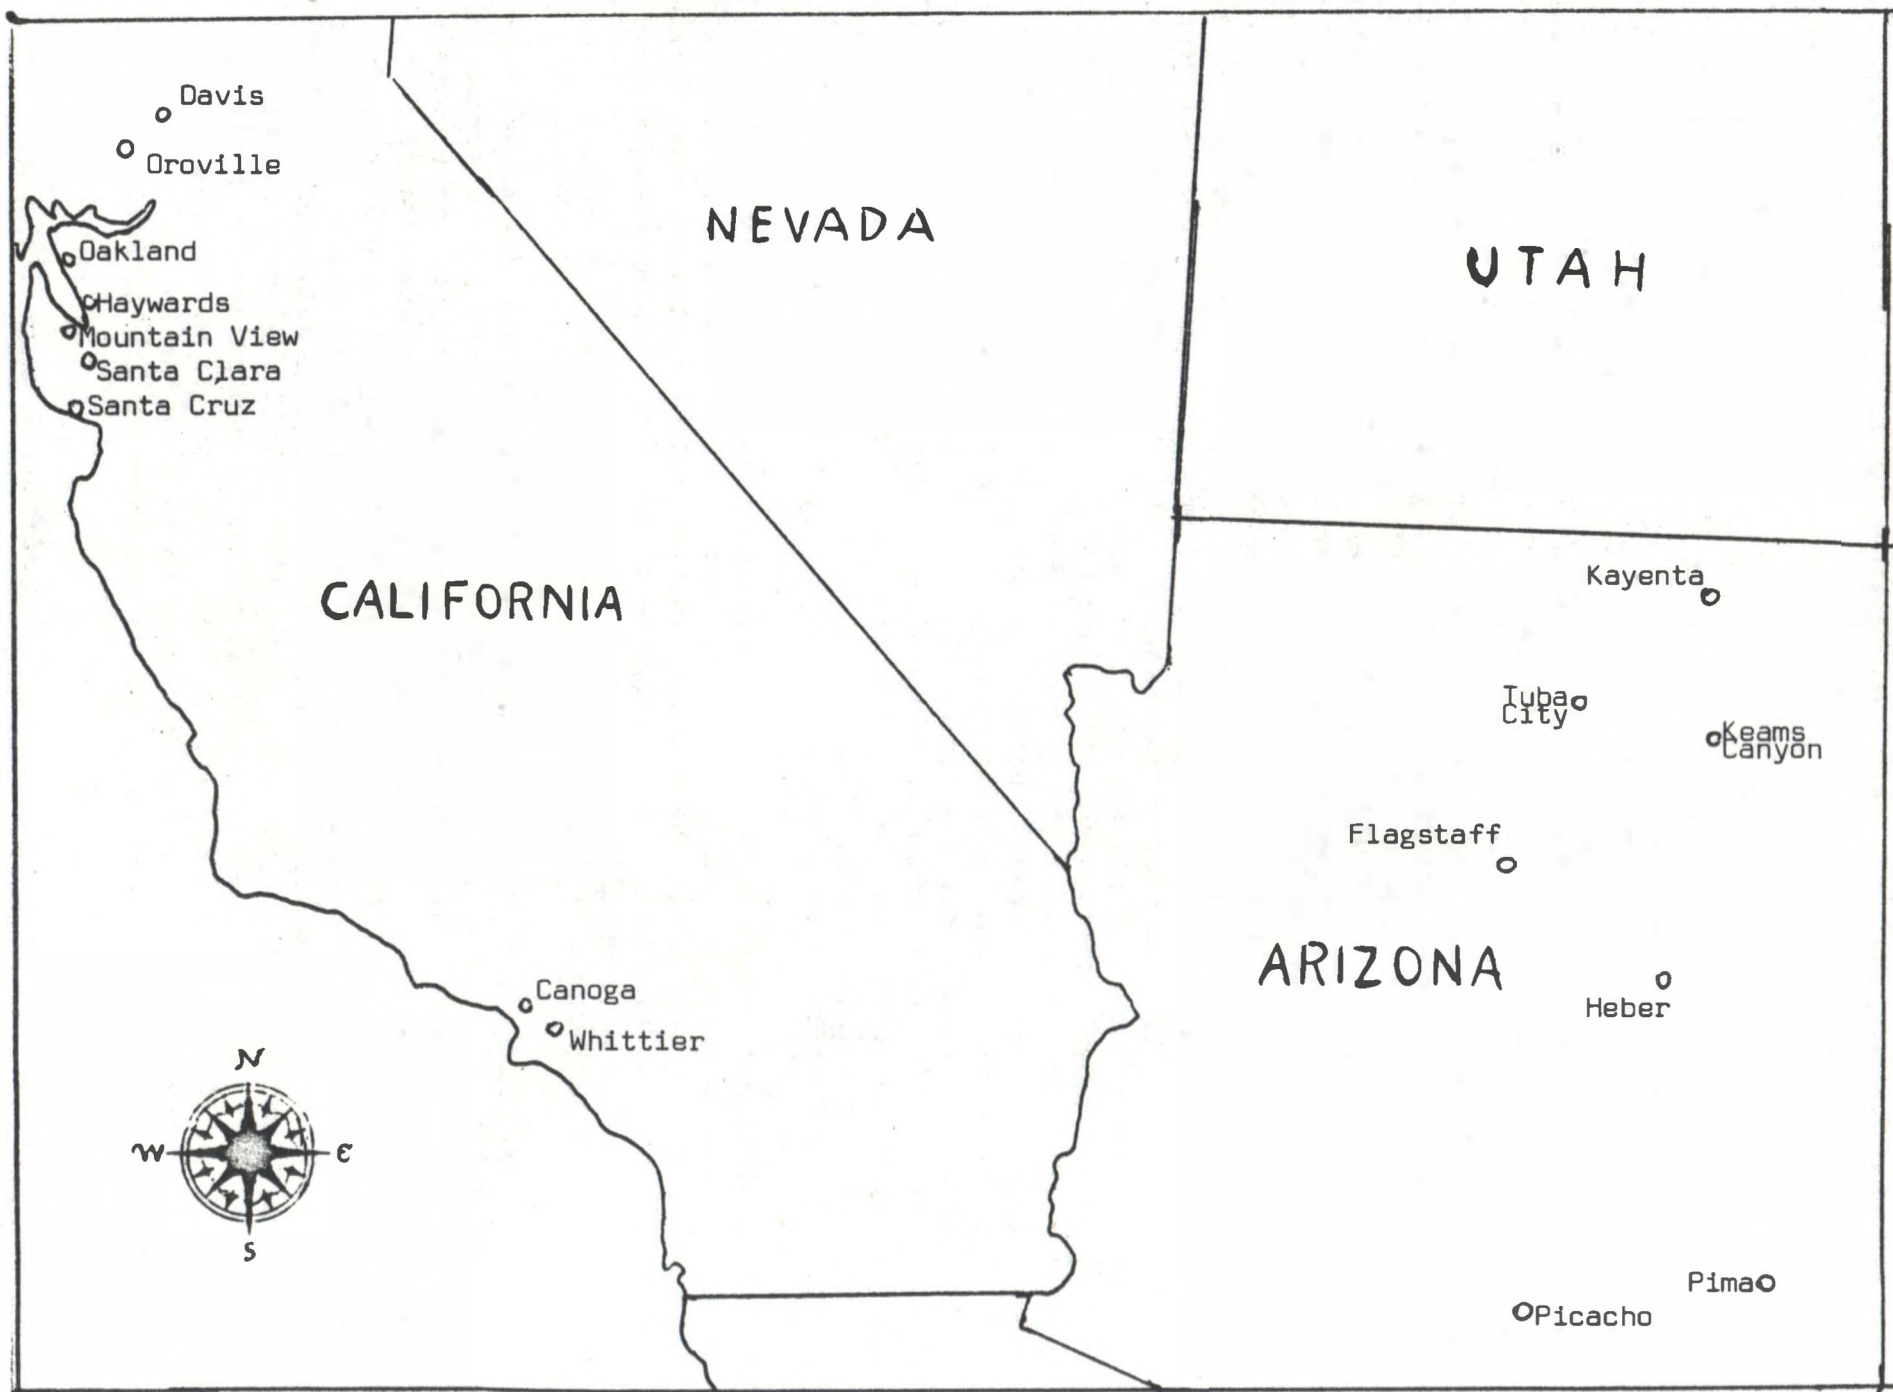 Davis
Oroville
NEVADA
UTAH
Oakland
Haywards
Mountain View
Santa Clara
Santa Cruz
CALIFORNIA
Kayenta
Tuba
City
Keams
Canyon
Flagstaff
ARIZONA
Heber
Canoga
Whittier
N
W
E
S
Pima
Picacho